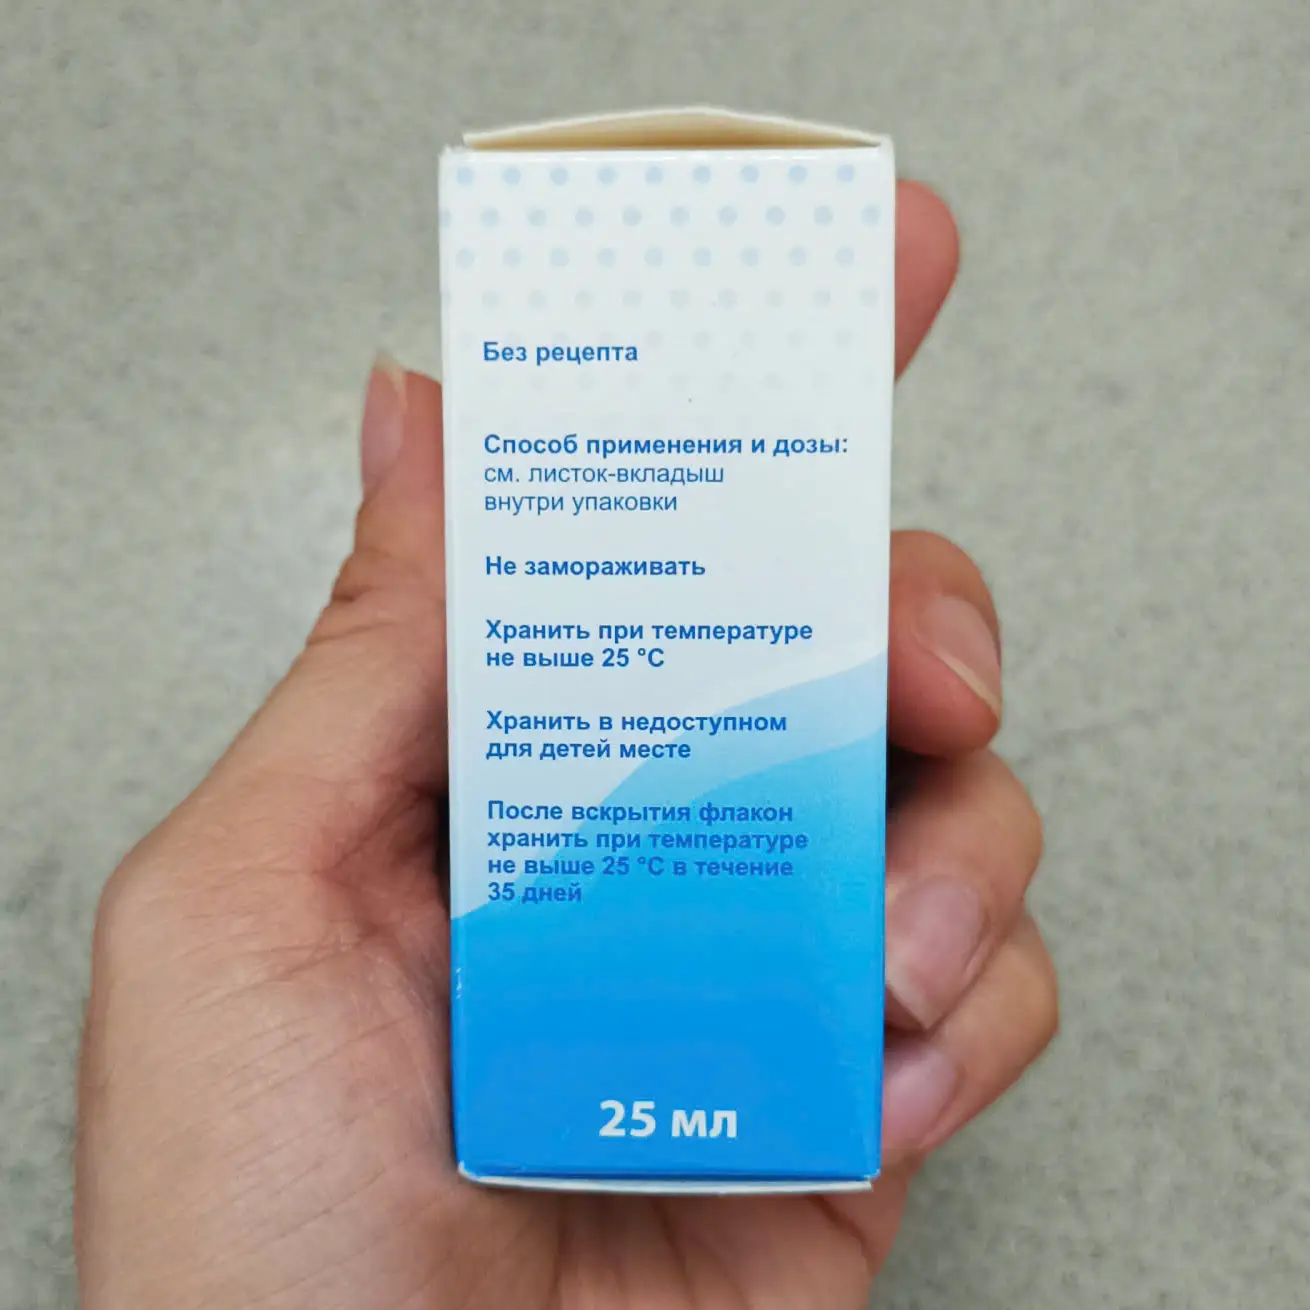 Без рецепта
Способ применения и дозы:
см. листок-вкладыш
внутри упаковки
Не замораживать
Хранить при температуре
не выше 25 °С
Хранить в недоступном
для детей месте
После вскрытия флакон
хранить при температуре
не выше 25 °С в течение
35 дней
25 мл